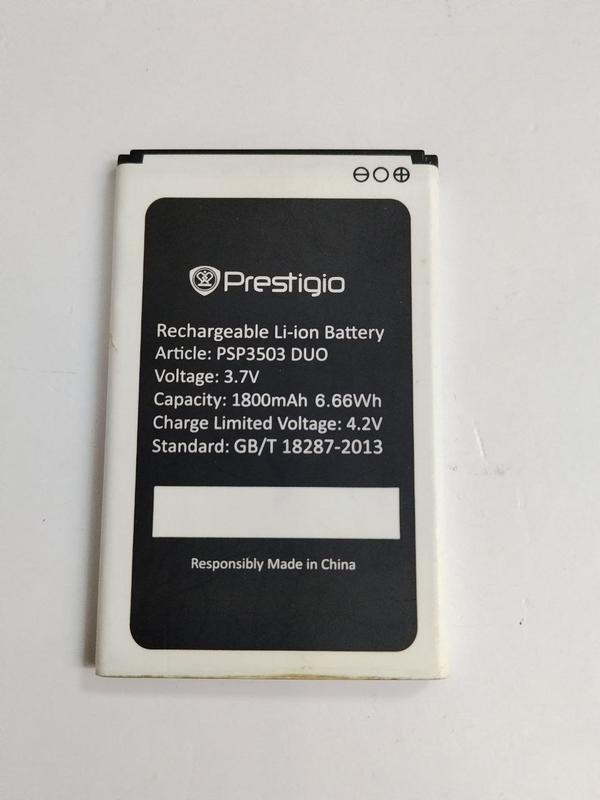 Prestigio
Rechargeable Li-ion Battery
Article: PSP3503 DUO
Voltage: 3.7V
Capacity: 1800mAh 6.66Wh
Charge Limited Voltage: 4.2V
Standard: GB/T 18287-2013
Responsibly Made in China